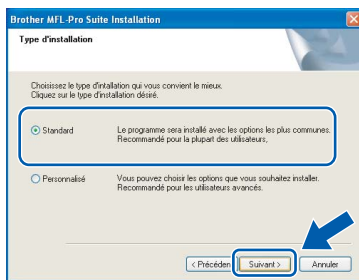 Brother MFL-Pro Suite Installation
Type d'installation
Choisissez le type d'intallation qui vous convient le mieux.
Cliquez sur le type d'installation désiré.
Standard
Le programme sera installé avec les options les plus communes.
Recommandé pour la plupart des utilisateurs,
Personnalisé
Vous pouvez choisir les options que vous souhaitez installer.
Recommandé pour les utilisateurs avancés.
< Précéden
Suivant >
Annuler